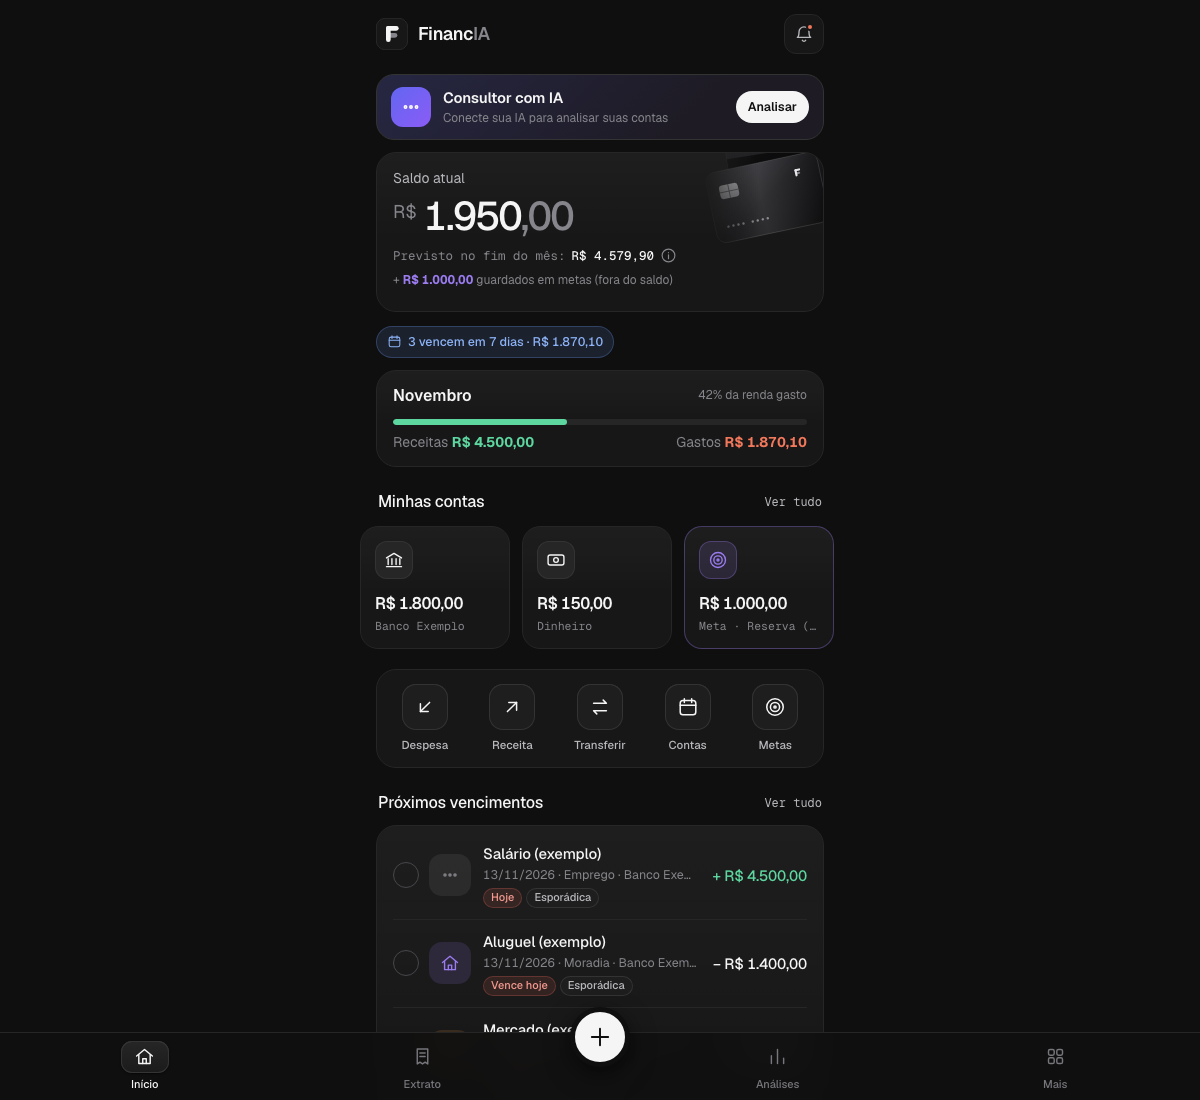 FinancIA
Consultor com IA
Conecte sua IA para analisar suas contas
Analisar
Saldo atual
R$ 1.950,00
Previsto no fim do mês: R$ 4.579,90
+ R$ 1.000,00 guardados em metas (fora do saldo)
3 vencem em 7 dias · R$ 1.870,10
Novembro
42% da renda gasto
Receitas R$ 4.500,00
Gastos R$ 1.870,10
Minhas contas
Ver tudo
R$ 1.800,00
Banco Exemplo
R$ 150,00
Dinheiro
R$ 1.000,00
Meta · Reserva (…
Despesa
Receita
Transferir
Contas
Metas
Próximos vencimentos
Ver tudo
Salário (exemplo)
13/11/2026 · Emprego · Banco Exe…
+ R$ 4.500,00
Hoje
Esporádica
Aluguel (exemplo)
13/11/2026 · Moradia · Banco Exem…
− R$ 1.400,00
Vence hoje
Esporádica
Mercado (exe
Início
Extrato
Análises
Mais